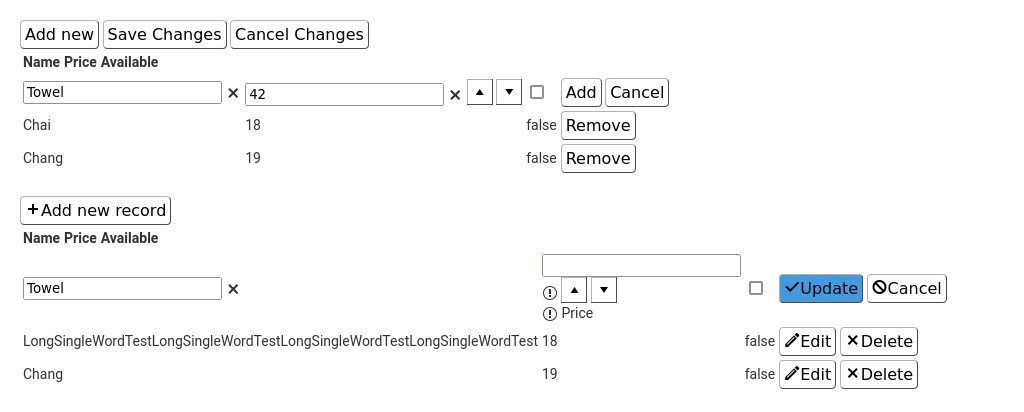 Add new Save Changes Cancel Changes
Name Price Available
Towel 42 Add Cancel
Chai 18 false Remove
Chang 19 false Remove
Add new record
Name Price Available
Towel Update Cancel
Price
LongSingleWordTestLongSingleWordTestLongSingleWordTestLongSingleWordTest 18 false Edit Delete
Chang 19 false Edit Delete